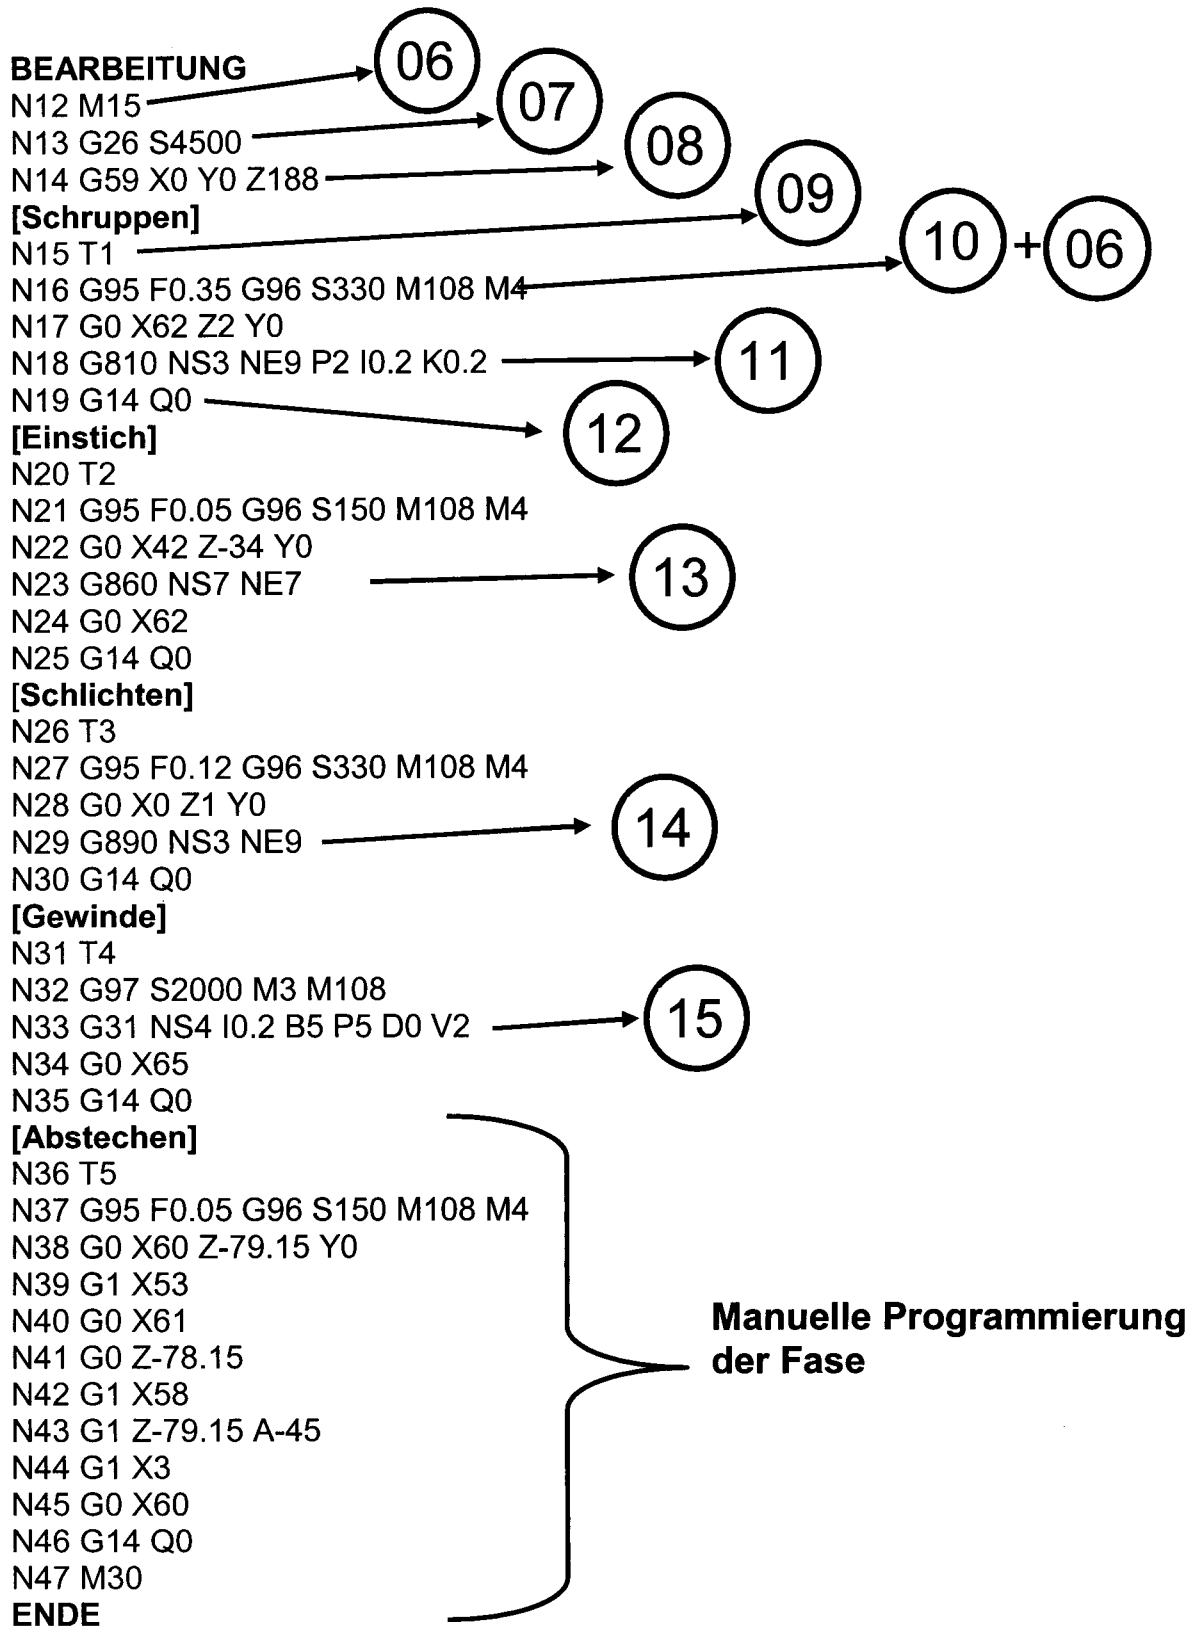 BEARBEITUNG
N12 M15 06
N13 G26 S4500 07
N14 G59 X0 Y0 Z188 08
[Schruppen]
N15 T1 09
N16 G95 F0.35 G96 S330 M108 M4 10 + 06
N17 G0 X62 Z2 Y0
N18 G810 NS3 NE9 P2 I0.2 K0.2 11
N19 G14 Q0 12
[Einstich]
N20 T2
N21 G95 F0.05 G96 S150 M108 M4
N22 G0 X42 Z-34 Y0
N23 G860 NS7 NE7 13
N24 G0 X62
N25 G14 Q0
[Schlichten]
N26 T3
N27 G95 F0.12 G96 S330 M108 M4
N28 G0 X0 Z1 Y0
N29 G890 NS3 NE9 14
N30 G14 Q0
[Gewinde]
N31 T4
N32 G97 S2000 M3 M108
N33 G31 NS4 I0.2 B5 P5 D0 V2 15
N34 G0 X65
N35 G14 Q0
[Abstechen]
N36 T5
N37 G95 F0.05 G96 S150 M108 M4
N38 G0 X60 Z-79.15 Y0
N39 G1 X53
N40 G0 X61
N41 G0 Z-78.15
N42 G1 X58
N43 G1 Z-79.15 A-45
N44 G1 X3
N45 G0 X60
N46 G14 Q0
N47 M30
ENDE
Manuelle Programmierung
der Fase